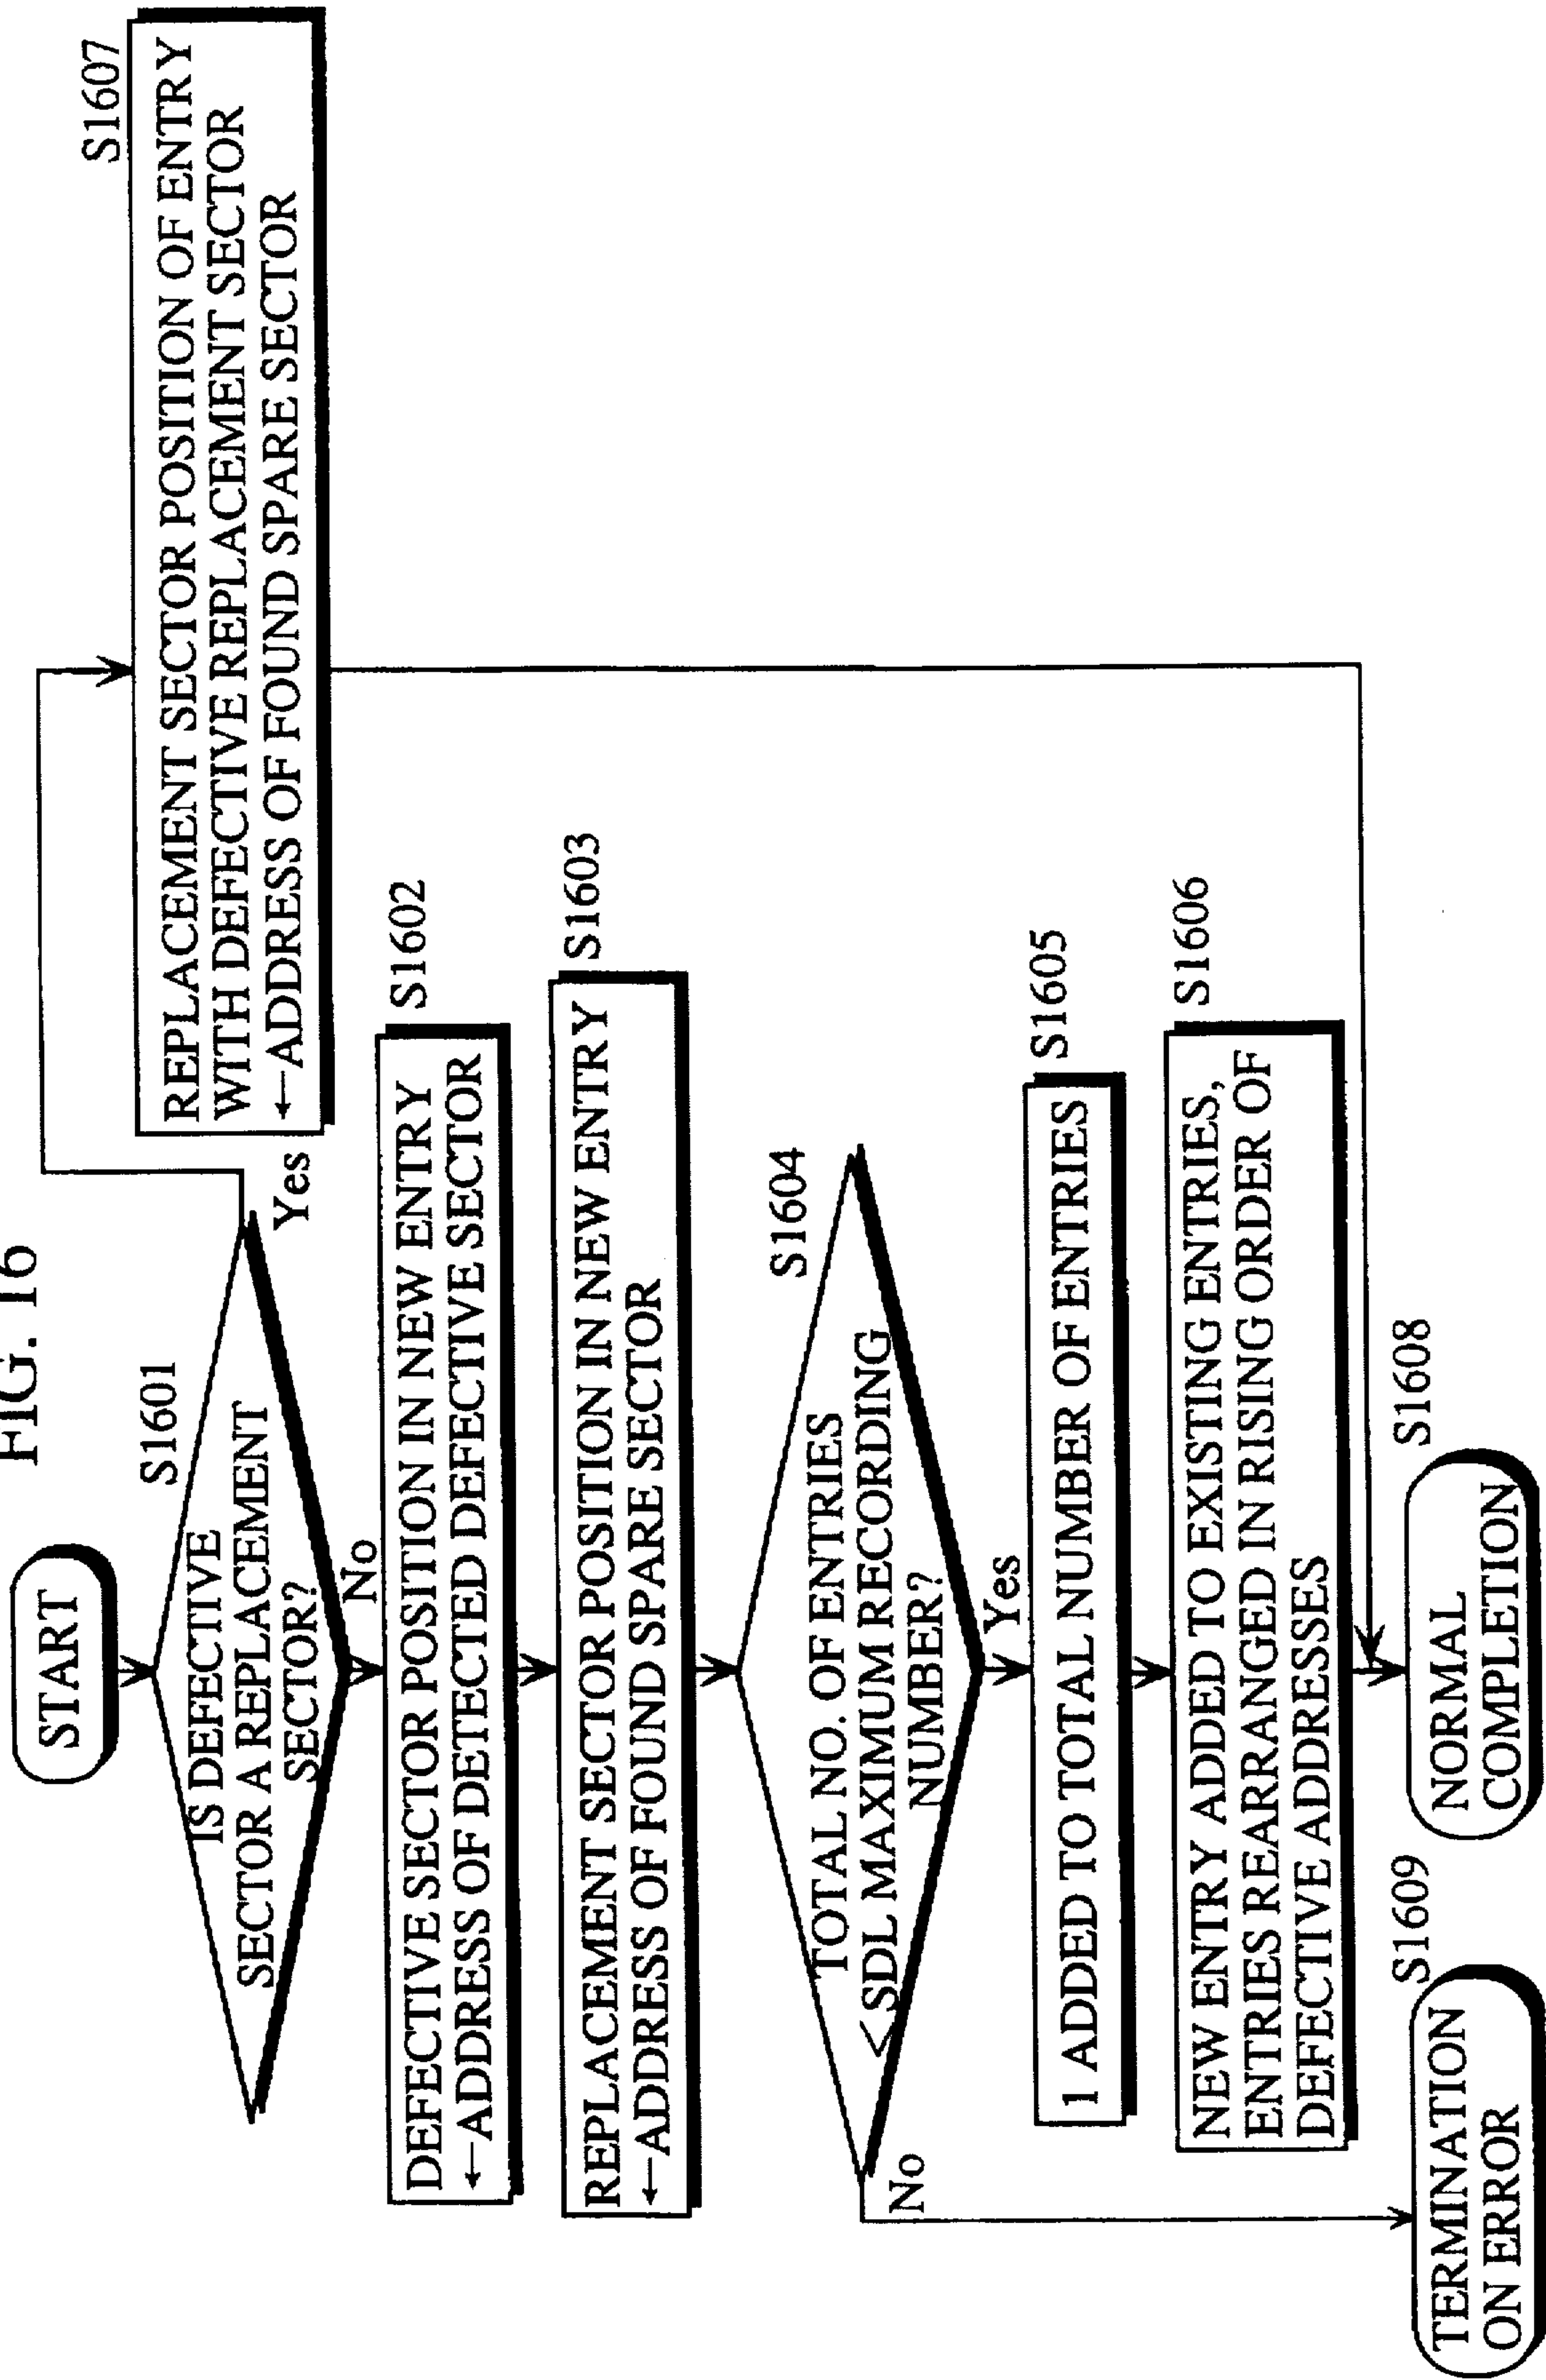 FIG. 16
START
S1601
IS DEFECTIVE
SECTOR A REPLACEMENT
SECTOR?
Yes
No
S1607
REPLACEMENT SECTOR POSITION OF ENTRY
WITH DEFECTIVE REPLACEMENT SECTOR
←ADDRESS OF FOUND SPARE SECTOR
S1602
DEFECTIVE SECTOR POSITION IN NEW ENTRY
←ADDRESS OF DETECTED DEFECTIVE SECTOR
S1603
REPLACEMENT SECTOR POSITION IN NEW ENTRY
←ADDRESS OF FOUND SPARE SECTOR
S1604
TOTAL NO. OF ENTRIES
<SDL MAXIMUM RECORDING
NUMBER?
No
Yes
S1605
1 ADDED TO TOTAL NUMBER OF ENTRIES
S1606
NEW ENTRY ADDED TO EXISTING ENTRIES,
ENTRIES REARRANGED IN RISING ORDER OF
DEFECTIVE ADDRESSES
S1609
TERMINATION
ON ERROR
S1608
NORMAL
COMPLETION